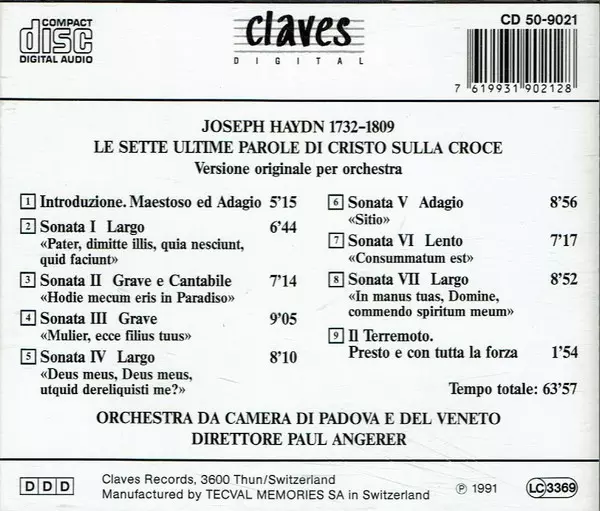 COMPACT
disc
DIGITAL AUDIO
claves
DIGITAL
CD 50-9021
7 619931 902128
JOSEPH HAYDN 1732–1809
LE SETTE ULTIME PAROLE DI CRISTO SULLA CROCE
Versione originale per orchestra
1 Introduzione. Maestoso ed Adagio 5’15
2 Sonata I Largo 6’44
«Pater, dimitte illis, quia nesciunt,
quid faciunt»
3 Sonata II Grave e Cantabile 7’14
«Hodie mecum eris in Paradiso»
4 Sonata III Grave 9’05
«Mulier, ecce filius tuus»
5 Sonata IV Largo 8’10
«Deus meus, Deus meus,
utquid dereliquisti me?»
6 Sonata V Adagio 8’56
«Sitio»
7 Sonata VI Lento 7’17
«Consummatum est»
8 Sonata VII Largo 8’52
«In manus tuas, Domine,
commendo spiritum meum»
9 Il Terremoto.
Presto e con tutta la forza 1’54
Tempo totale: 63’57
ORCHESTRA DA CAMERA DI PADOVA E DEL VENETO
DIRETTORE PAUL ANGERER
DDD
Claves Records, 3600 Thun/Switzerland
Manufactured by TECVAL MEMORIES SA in Switzerland
℗ 1991
LC 3369